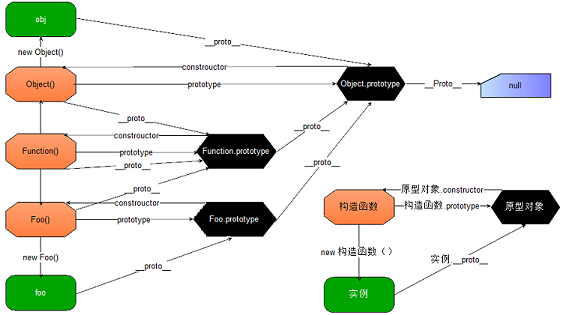 obj
__proto__
new Object()
constructor
Object()
prototype
Object.prototype
__Proto__
null
__proto__
constructor
__proto__
Function()
prototype
Function.prototype
__proto__
__proto__
__proto__
constructor
原型对象.constructor
Foo()
prototype
Foo.prototype
构造函数
构造函数.prototype
原型对象
new Foo()
new 构造函数（）
__proto__
实例.__proto__
foo
实例